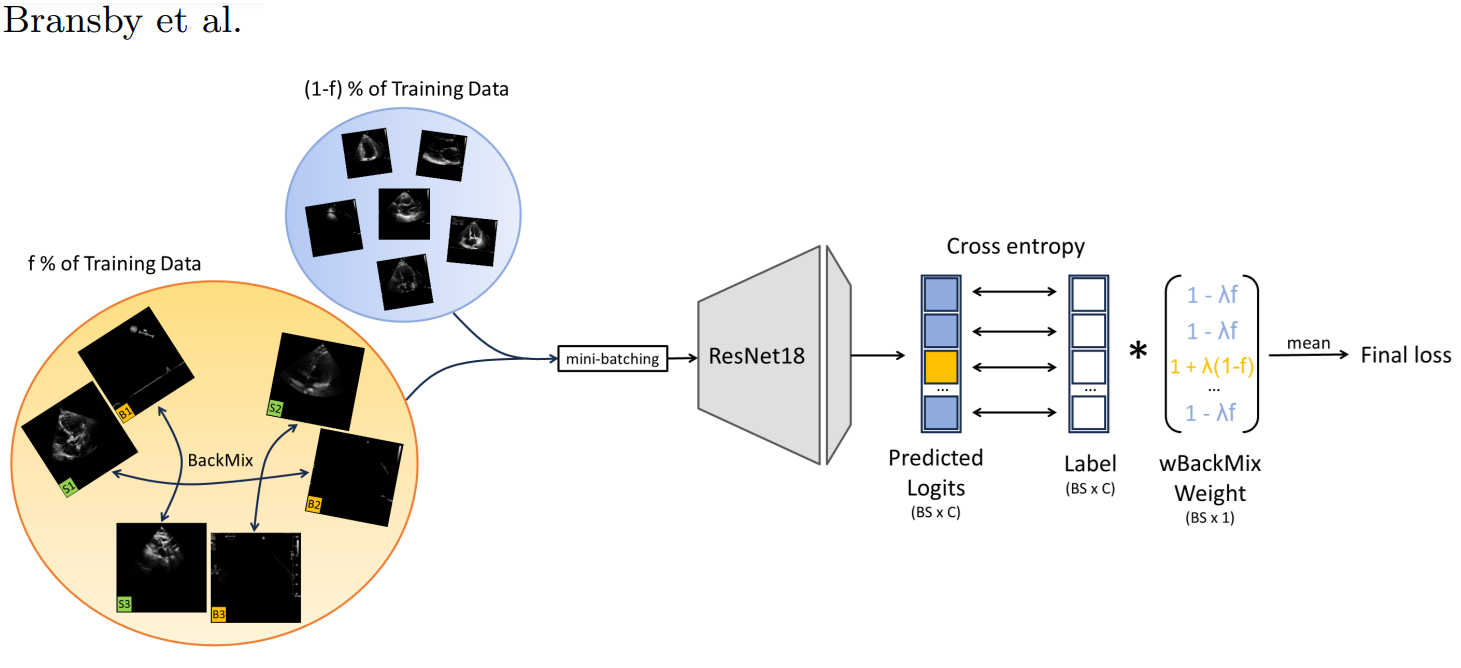 Bransby et al.
(1-f) % of Training Data
f % of Training Data
B1
S1
S2
B2
BackMix
S3
B3
mini-batching
ResNet18
Cross entropy
...
...
Predicted
Logits
(BS x C)
Label
(BS x C)
*
1 - λf
1 - λf
1 + λ(1-f)
...
1 - λf
wBackMix
Weight
(BS x 1)
mean
Final loss